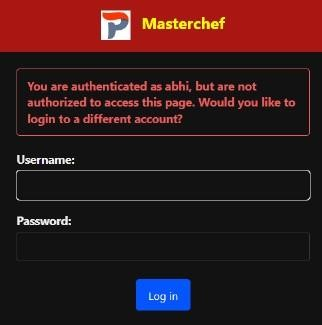 Masterchef
You are authenticated as abhi, but are not
authorized to access this page. Would you like to
login to a different account?
Username:
Password:
Log in